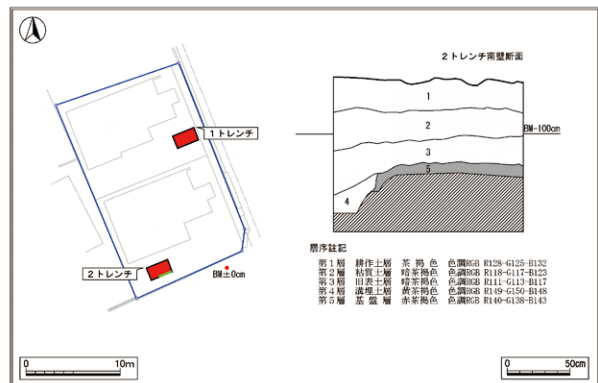 2トレンチ南壁断面
1
1トレンチ
2
BM-100cm
3
5
4
2トレンチ
BM±0cm
層序註記
第1層 耕作土層 茶褐色 色調RGB R128-G125-B132
第2層 粘質土層 暗茶褐色 色調RGB R118-G117-B123
第3層 旧表土層 暗茶褐色 色調RGB R111-G113-B117
第4層 溝埋土層 黄茶褐色 色調RGB R149-G150-B148
第5層 基盤層 赤茶褐色 色調RGB R140-G138-B143
0 10m
0 50cm